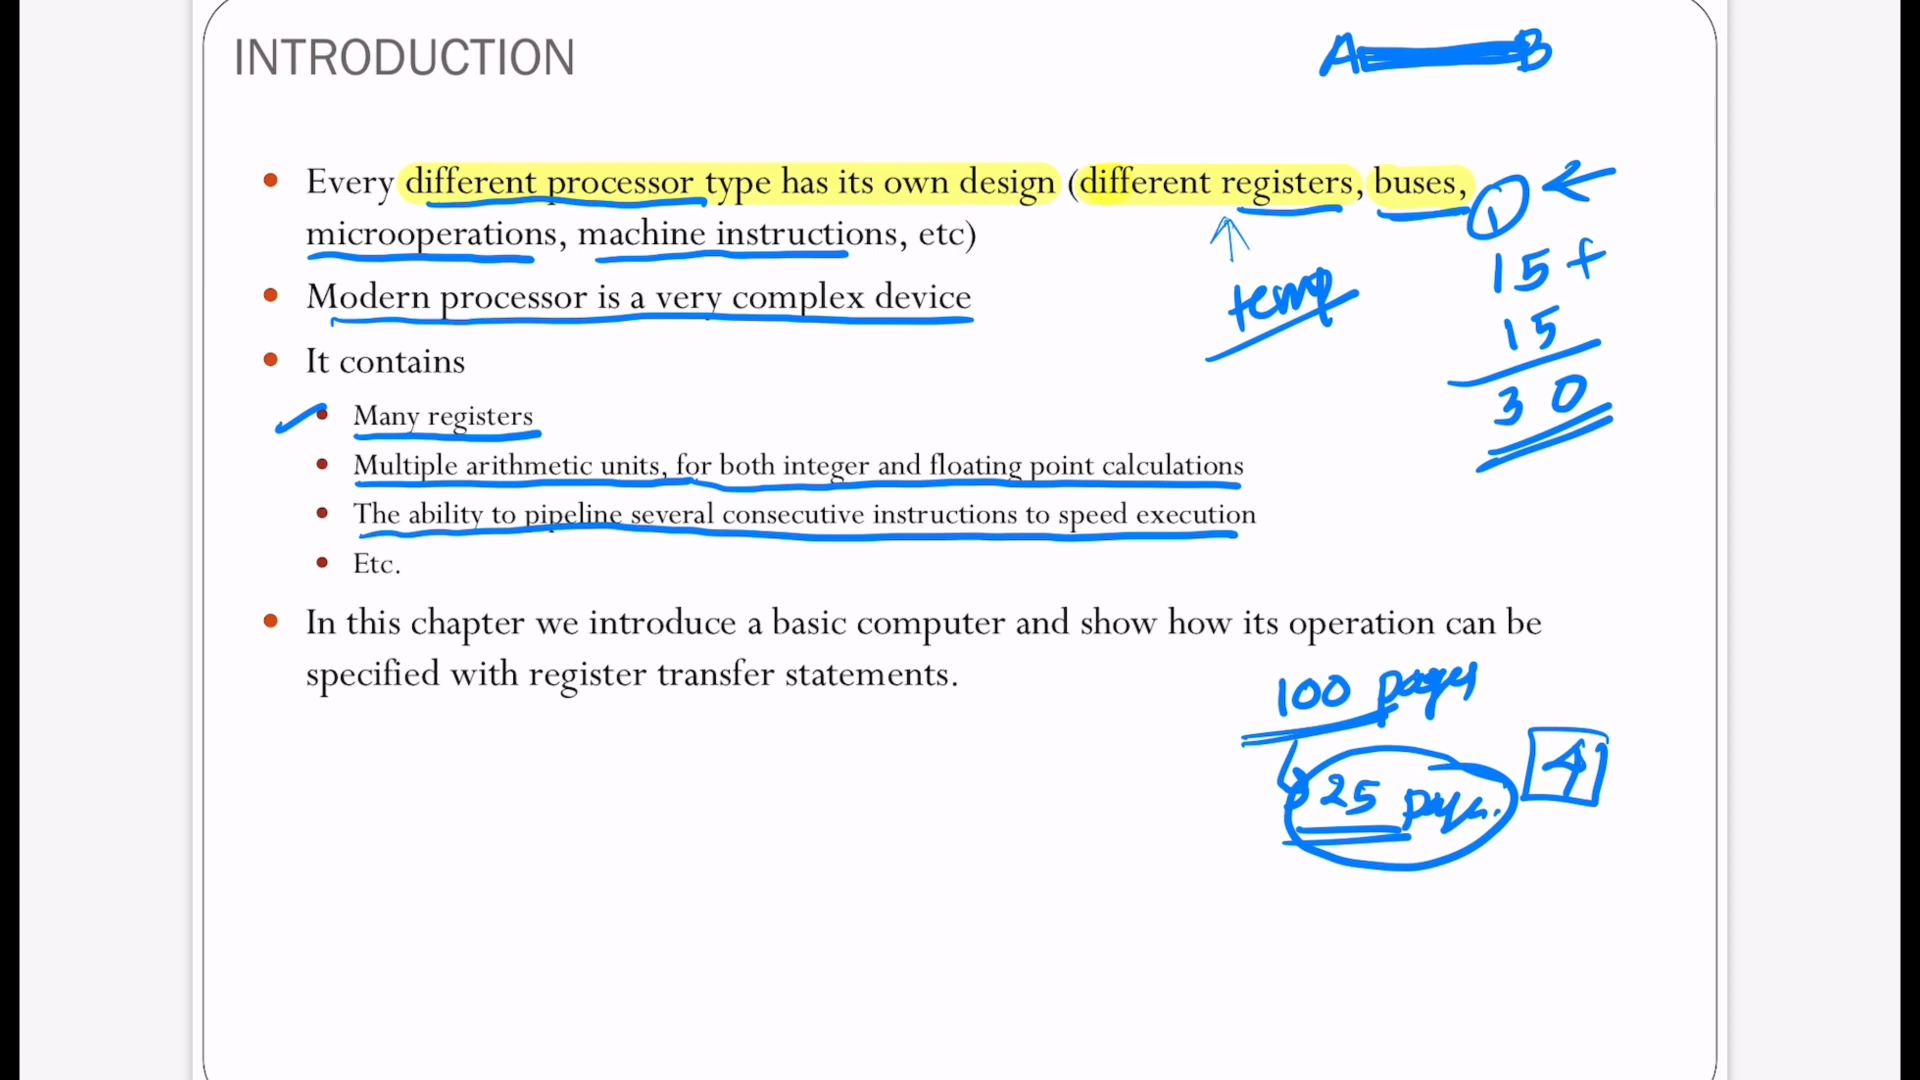 INTRODUCTION
A B
• Every different processor type has its own design (different registers, buses,
microoperations, machine instructions, etc)
1
15 +
15
30
temp
• Modern processor is a very complex device
• It contains
• Many registers
• Multiple arithmetic units, for both integer and floating point calculations
• The ability to pipeline several consecutive instructions to speed execution
• Etc.
• In this chapter we introduce a basic computer and show how its operation can be
specified with register transfer statements.
100 pages
25 pages.
4